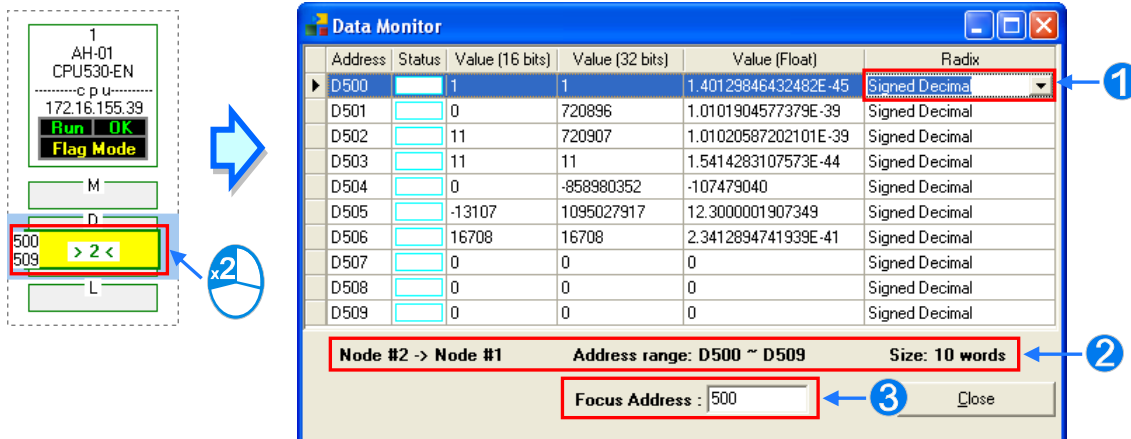 1
AH-01
CPU530-EN
---------c p u---------
172.16.155.39
Run OK
Flag Mode
M
D
500
509
> 2 <
L
x2
Data Monitor
Address Status Value (16 bits) Value (32 bits) Value (Float) Radix
D500 1 1 1.40129846432482E-45 Signed Decimal
D501 0 720896 1.0101904577379E-39 Signed Decimal
D502 11 720907 1.01020587202101E-39 Signed Decimal
D503 11 11 1.5414283107573E-44 Signed Decimal
D504 0 -858980352 -107479040 Signed Decimal
D505 -13107 1095027917 12.3000001907349 Signed Decimal
D506 16708 16708 2.3412894741939E-41 Signed Decimal
D507 0 0 0 Signed Decimal
D508 0 0 0 Signed Decimal
D509 0 0 0 Signed Decimal
1
Node #2 -> Node #1 Address range: D500 ~ D509 Size: 10 words
2
Focus Address : 500
3
Close